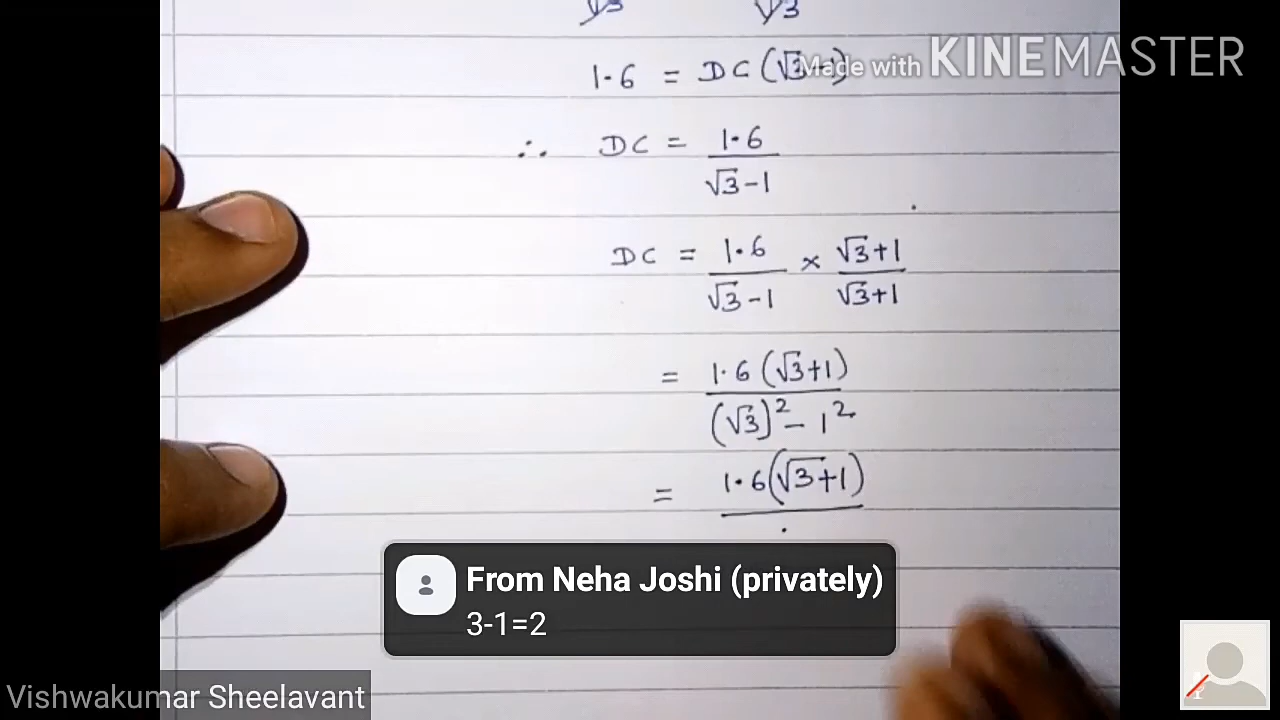 √3 √3
1.6 = DC (√3-1)
Made with KINEMASTER
∴ DC = 1.6 / √3-1
DC = 1.6 / √3-1 × √3+1 / √3+1
= 1.6 (√3+1) / (√3)² - 1²
= 1.6(√3+1)
From Neha Joshi (privately)
3-1=2
Vishwakumar Sheelavant